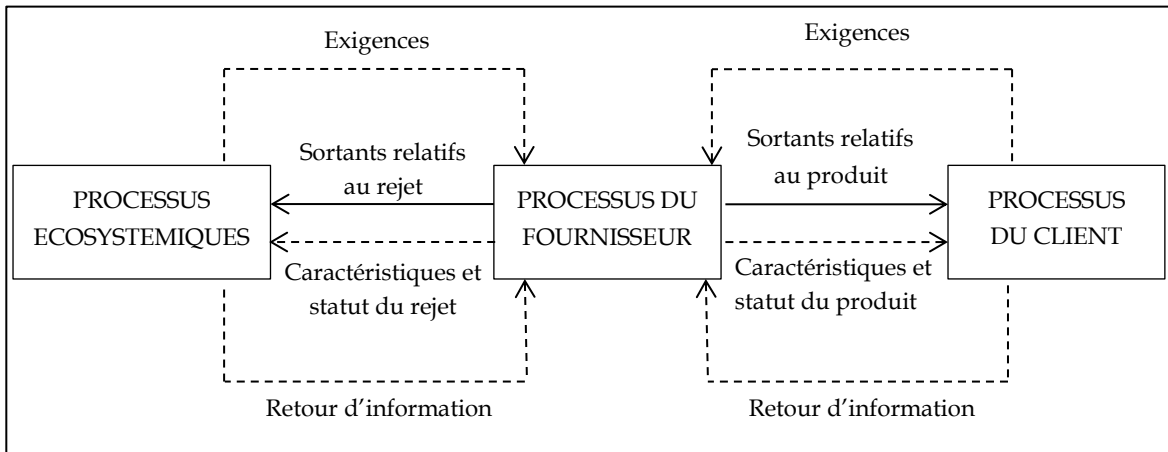 Exigences
Exigences
Sortants relatifs
au rejet
Sortants relatifs
au produit
PROCESSUS
ECOSYSTEMIQUES
PROCESSUS DU
FOURNISSEUR
PROCESSUS
DU CLIENT
Caractéristiques et
statut du rejet
Caractéristiques et
statut du produit
Retour d’information
Retour d’information